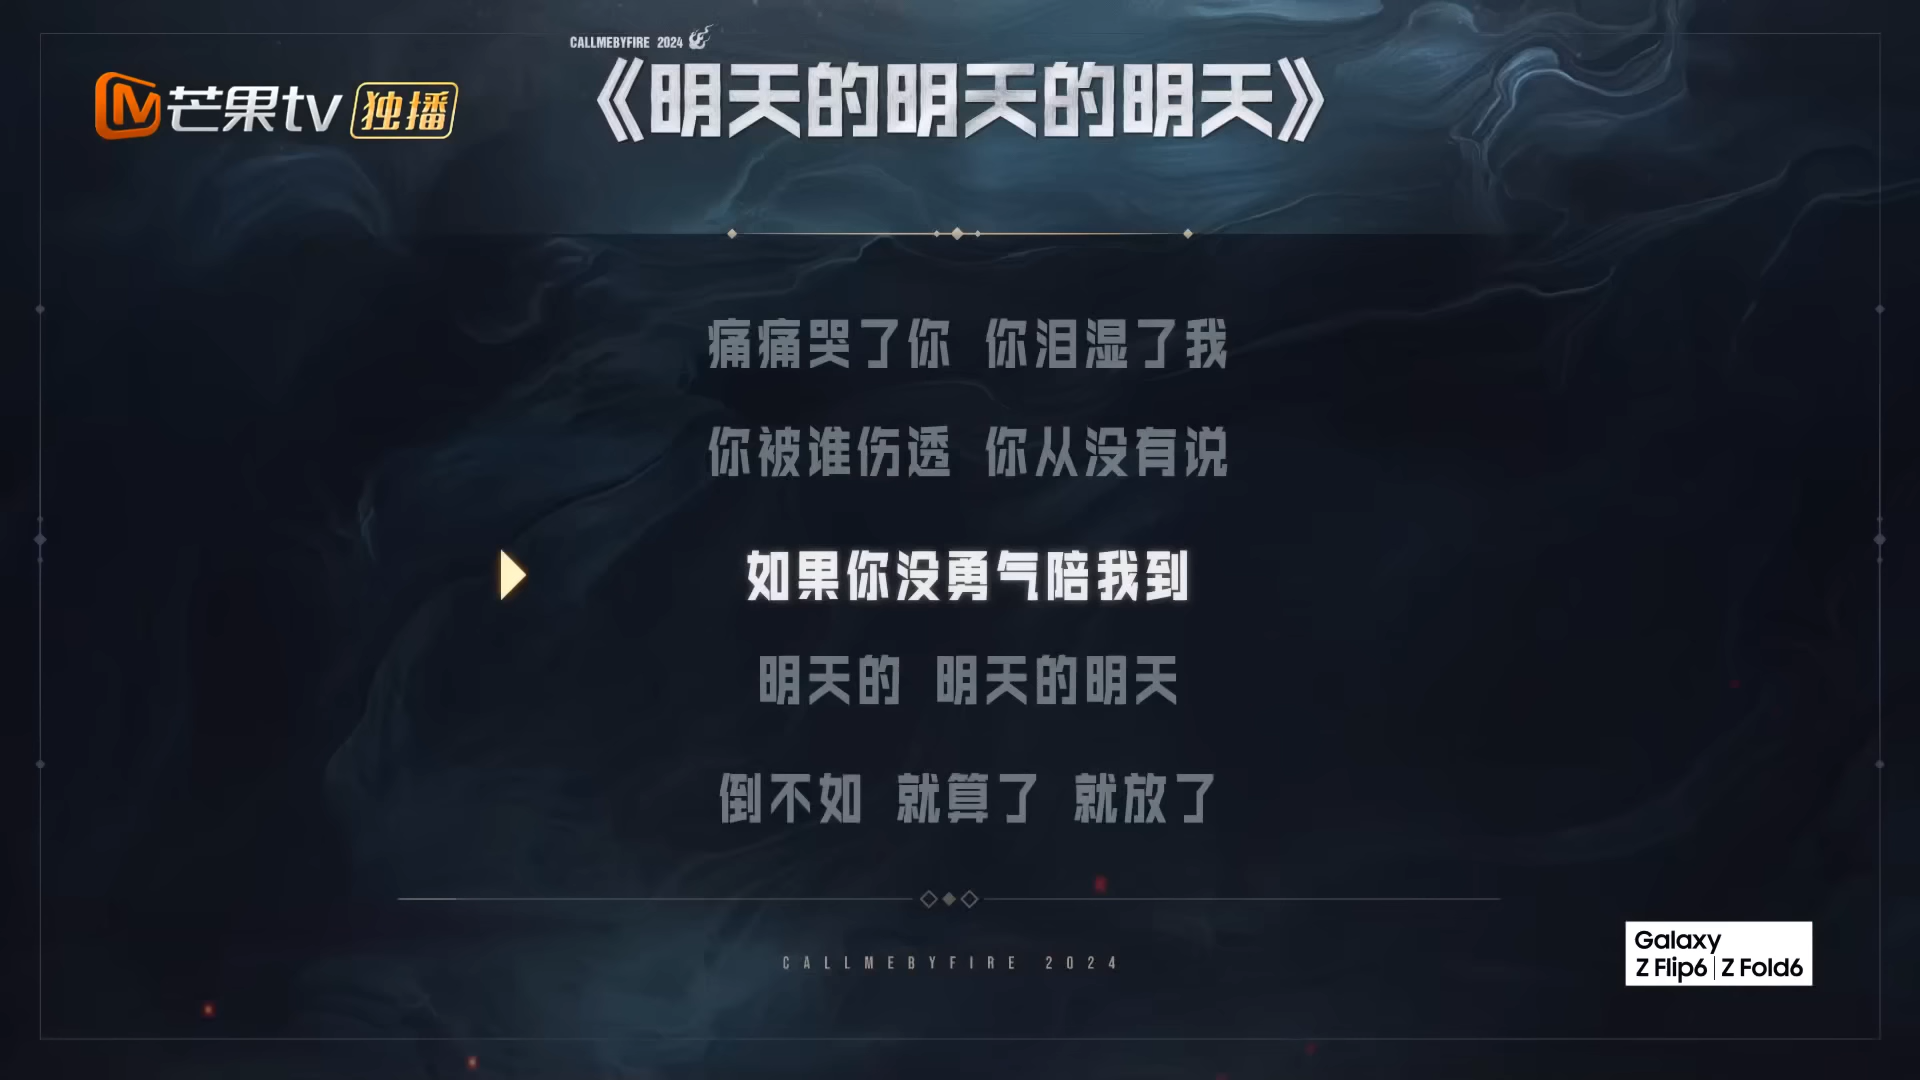 CALLMEBYFIRE 2024
芒果tv 独播
《明天的明天的明天》
痛痛哭了你 你泪湿了我
你被谁伤透 你从没有说
如果你没勇气陪我到
明天的 明天的明天
倒不如 就算了 就放了
CALLMEBYFIRE 2024
Galaxy
Z Flip6 | Z Fold6